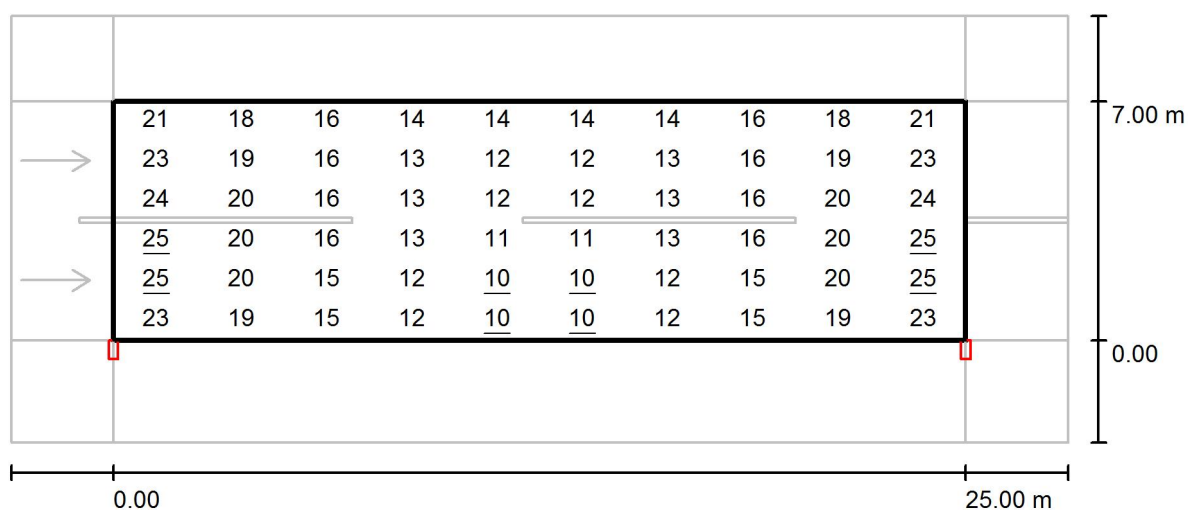 21 18 16 14 14 14 14 16 18 21
7.00 m
23 19 16 13 12 12 13 16 19 23
24 20 16 13 12 12 13 16 20 24
25 20 16 13 11 11 13 16 20 25
25 20 15 12 10 10 12 15 20 25
23 19 15 12 10 10 12 15 19 23
0.00
0.00 25.00 m